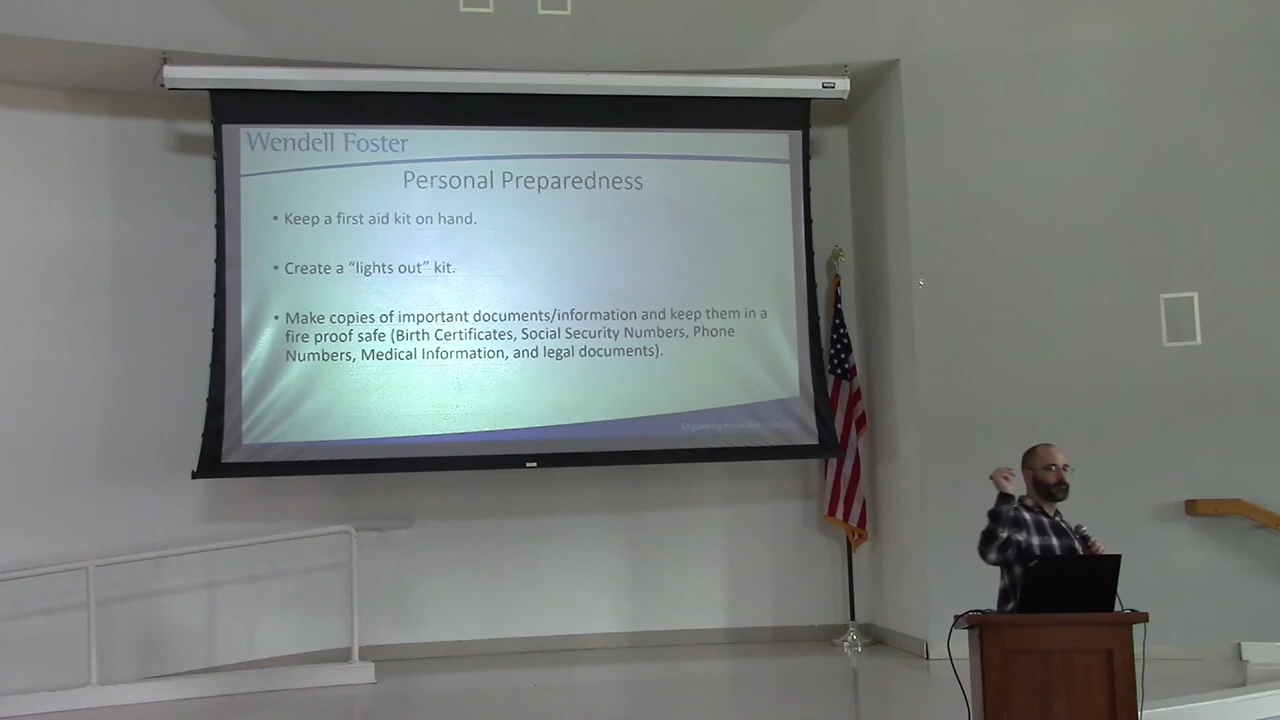 Wendell Foster
Personal Preparedness
• Keep a first aid kit on hand.
• Create a “lights out” kit.
• Make copies of important documents/information and keep them in a
fire proof safe (Birth Certificates, Social Security Numbers, Phone
Numbers, Medical Information, and legal documents).
Empowering